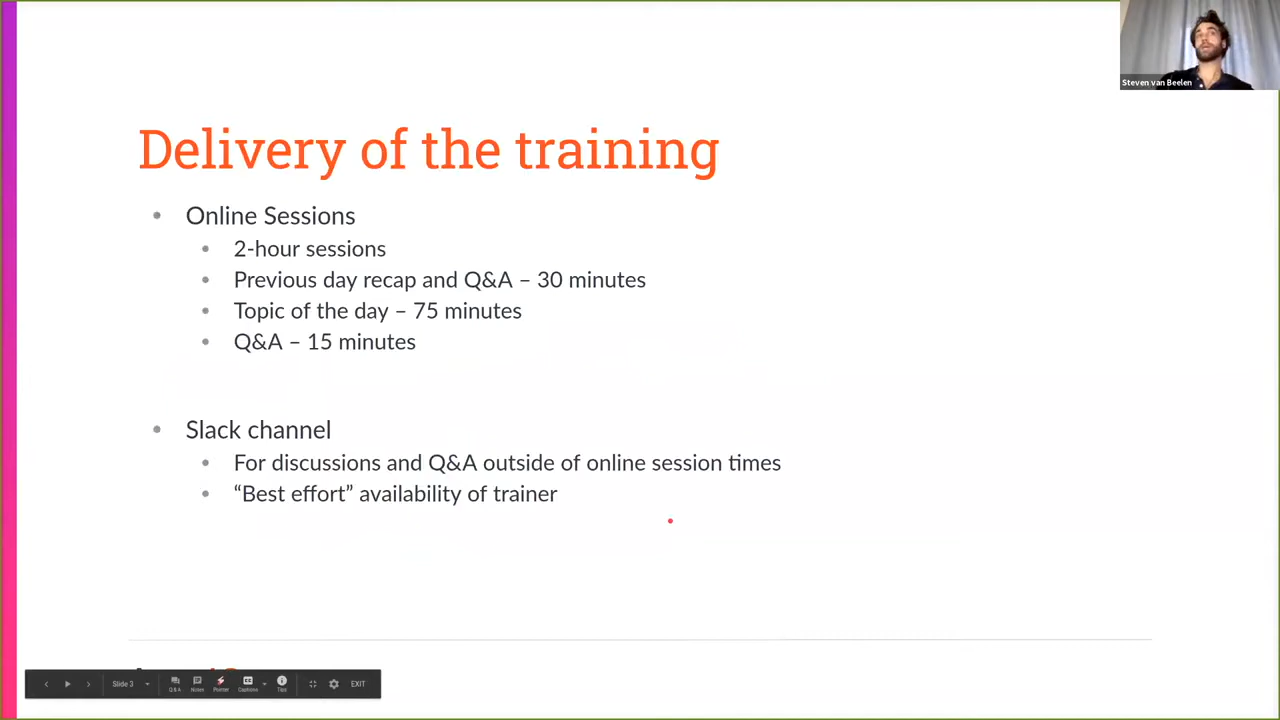 Steven van Beelen
Delivery of the training
Online Sessions
2-hour sessions
Previous day recap and Q&A – 30 minutes
Topic of the day – 75 minutes
Q&A – 15 minutes
Slack channel
For discussions and Q&A outside of online session times
“Best effort” availability of trainer
Slide 3
Q&A Notes Pointer Captions Tips EXIT